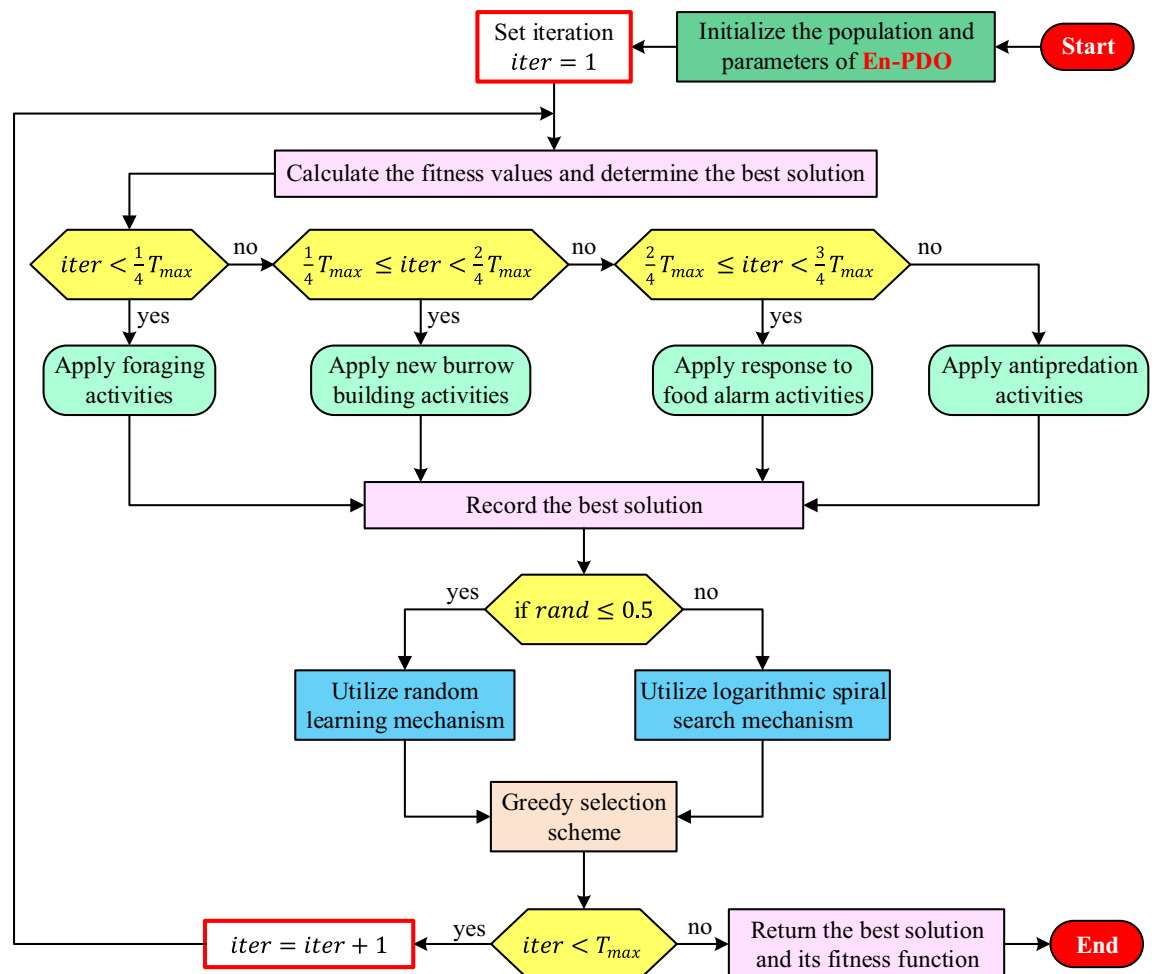 Start
Initialize the population and
parameters of En-PDO
Set iteration
iter = 1
Calculate the fitness values and determine the best solution
iter < 1/4 T_max
no
1/4 T_max ≤ iter < 2/4 T_max
no
2/4 T_max ≤ iter < 3/4 T_max
no
yes
yes
yes
Apply foraging
activities
Apply new burrow
building activities
Apply response to
food alarm activities
Apply antipredation
activities
Record the best solution
yes
if rand ≤ 0.5
no
Utilize random
learning mechanism
Utilize logarithmic spiral
search mechanism
Greedy selection
scheme
iter = iter + 1
yes
iter < T_max
no
Return the best solution
and its fitness function
End